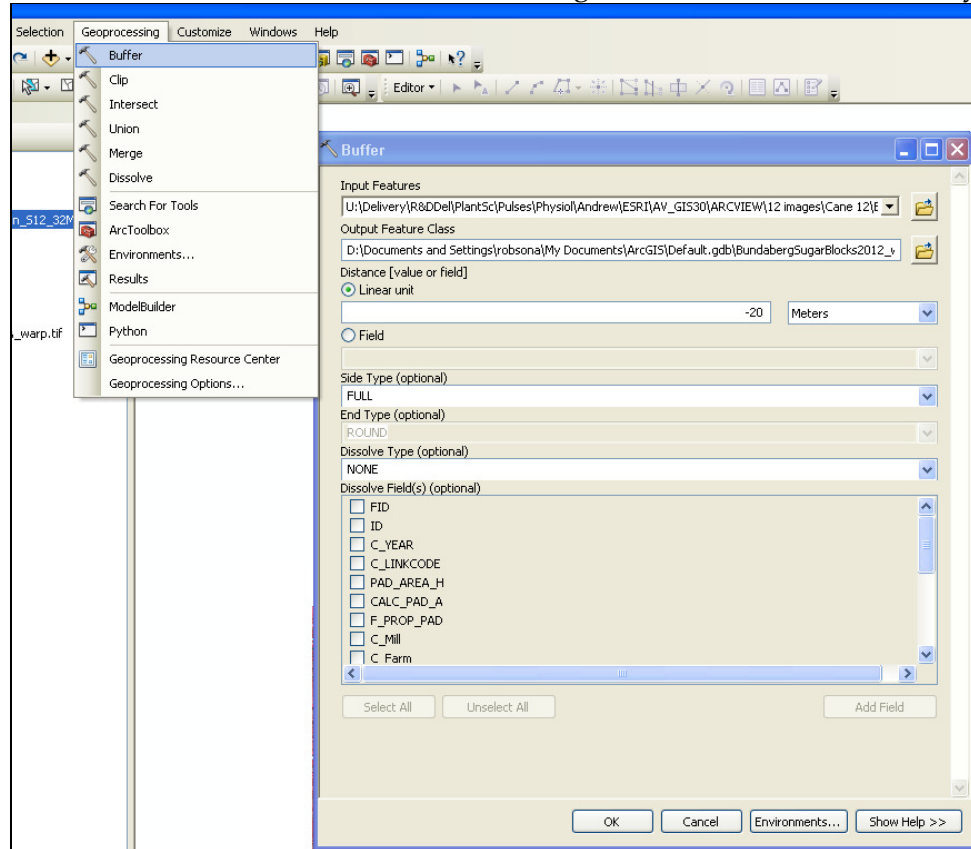 Selection Geoprocessing Customize Windows Help
Buffer
Clip
Intersect
Union
Merge
Dissolve
Search For Tools
ArcToolbox
Environments...
Results
ModelBuilder
Python
Geoprocessing Resource Center
Geoprocessing Options...
Editor
n_S12_32M
_warp.tif
Buffer
Input Features
U:\Delivery\R&DDel\PlantSc\Pulses\Physiol\Andrew\ESRI\AV_GIS30\ARCVIEW\12 images\Cane 12\E
Output Feature Class
D:\Documents and Settings\robsona\My Documents\ArcGIS\Default.gdb\BundabergSugarBlocks2012_
Distance [value or field]
Linear unit
-20 Meters
Field
Side Type (optional)
FULL
End Type (optional)
ROUND
Dissolve Type (optional)
NONE
Dissolve Field(s) (optional)
FID
ID
C_YEAR
C_LINKCODE
PAD_AREA_H
CALC_PAD_A
F_PROP_PAD
C_Mill
C_Farm
Select All Unselect All Add Field
OK Cancel Environments... Show Help >>